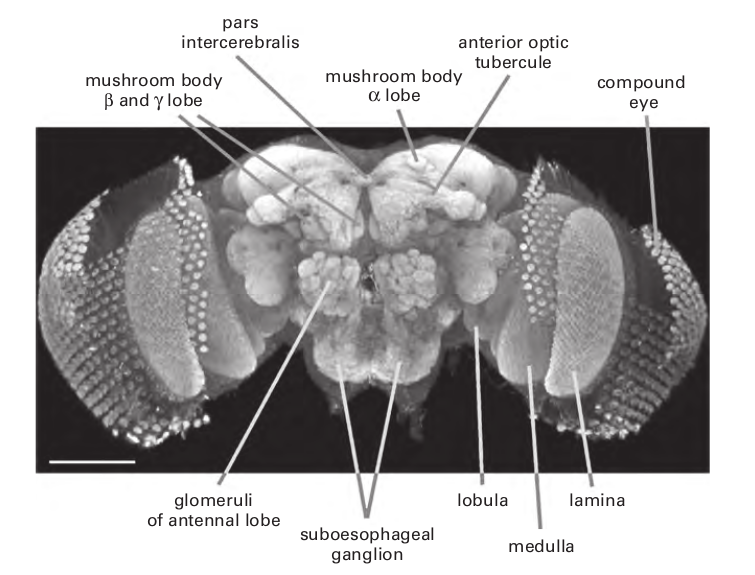 pars
intercerebralis
anterior optic
tubercule
mushroom body
β and γ lobe
mushroom body
α lobe
compound
eye
glomeruli
of antennal lobe
suboesophageal
ganglion
lobula
medulla
lamina